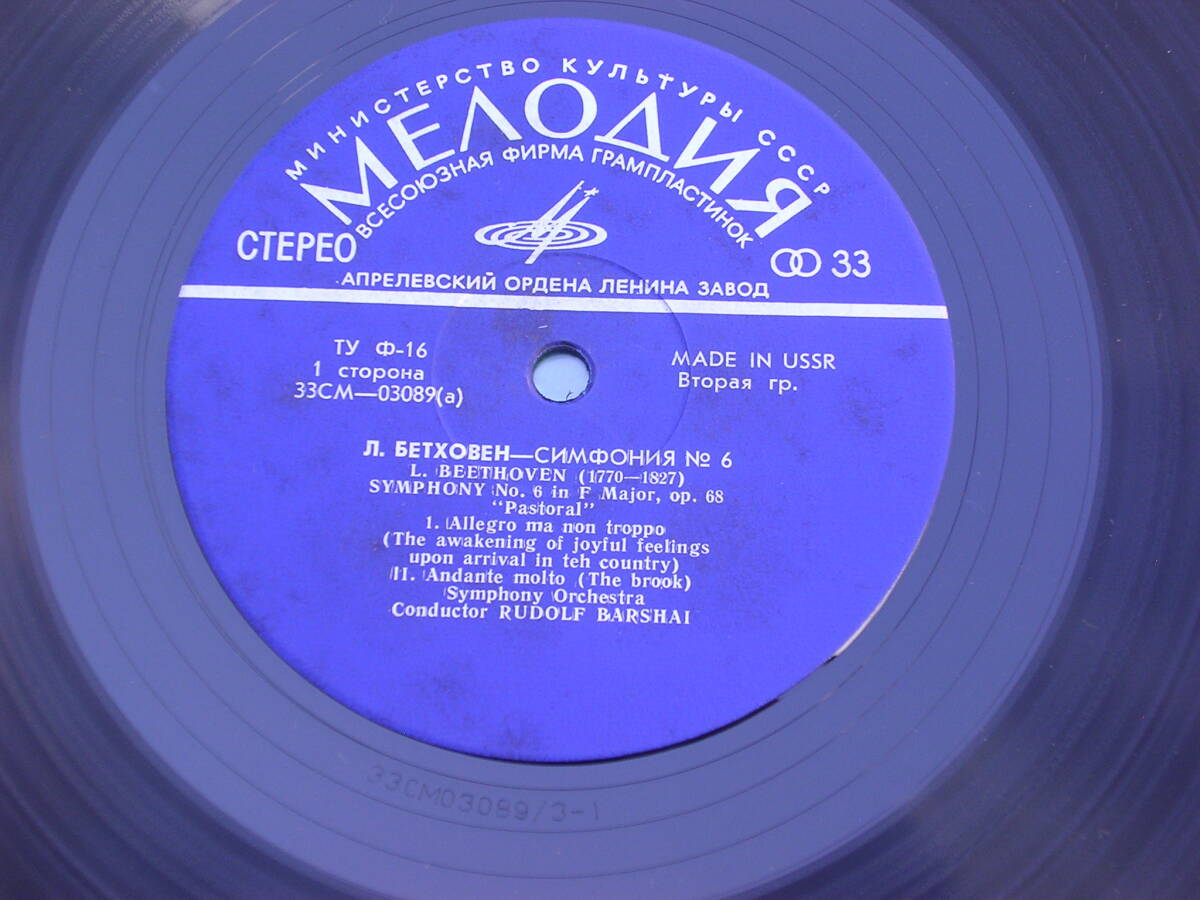 МИНИСТЕРСТВО КУЛЬТУРЫ СССР
МЕЛОДИЯ
ВСЕСОЮЗНАЯ ФИРМА ГРАМПЛАСТИНОК
СТЕРЕО
33
АПРЕЛЕВСКИЙ ОРДЕНА ЛЕНИНА ЗАВОД
ТУ Ф-16
1 сторона
33СМ—03089(а)
MADE IN USSR
Вторая гр.
Л. БЕТХОВЕН—СИМФОНИЯ № 6
L. BEETHOVEN (1770—1827)
SYMPHONY No. 6 in F Major, op. 68
"Pastoral"
I. Allegro ma non troppo
(The awakening of joyful feelings
upon arrival in teh country)
II. Andante molto (The brook)
Symphony Orchestra
Conductor RUDOLF BARSHAI
33СМ03089/3-1